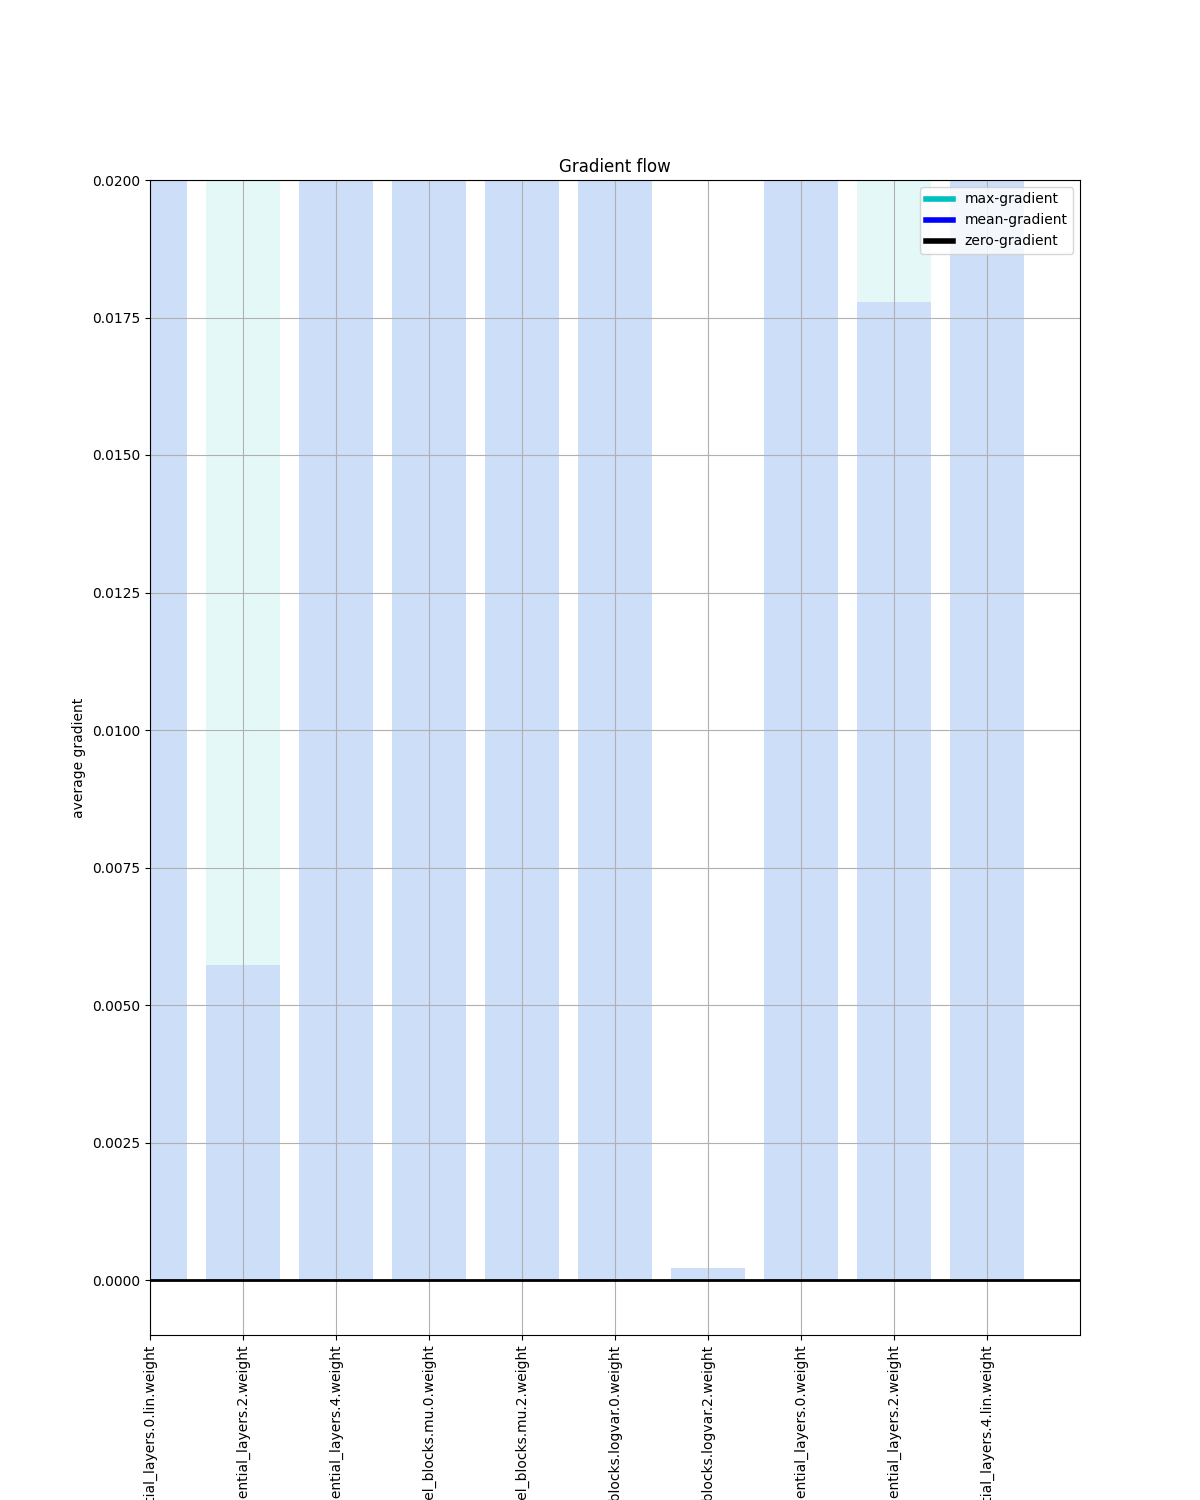 Gradient flow
max-gradient
mean-gradient
zero-gradient
0.0200
0.0175
0.0150
0.0125
0.0100
0.0075
0.0050
0.0025
0.0000
average gradient
tial_layers.0.lin.weight
ential_layers.2.weight
ential_layers.4.weight
el_blocks.mu.0.weight
el_blocks.mu.2.weight
blocks.logvar.0.weight
blocks.logvar.2.weight
ential_layers.0.weight
ential_layers.2.weight
tial_layers.4.lin.weight